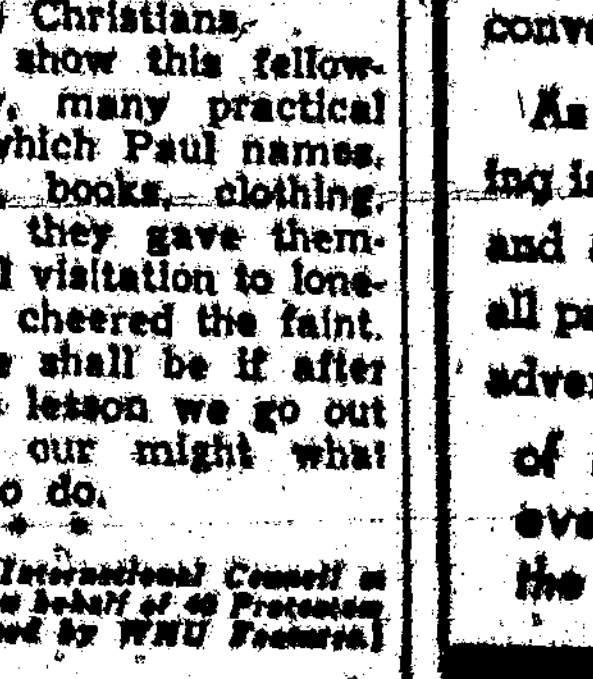 Christians,
show this fellow-
many practical
which Paul names,
books, clothing,
they gave them-
visitation to lone-
cheered the faint.
shall be if after
lesson we go out
our might what
do.
* *
International Council on
behalf of 40 Protestant
by WNU Features.)
conve
As
ing i
and
all pa
adver
of
eve
the